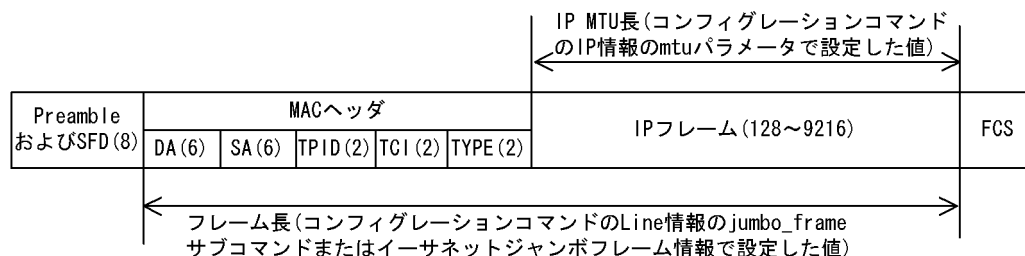 IP MTU長(コンフィグレーションコマンド
のIP情報のmtuパラメータで設定した値)
Preamble
およびSFD(8)
MACヘッダ
DA(6)
SA(6)
TPID(2)
TCI(2)
TYPE(2)
IPフレーム(128～9216)
FCS
フレーム長(コンフィグレーションコマンドのLine情報のjumbo_frame
サブコマンドまたはイーサネットジャンボフレーム情報で設定した値)